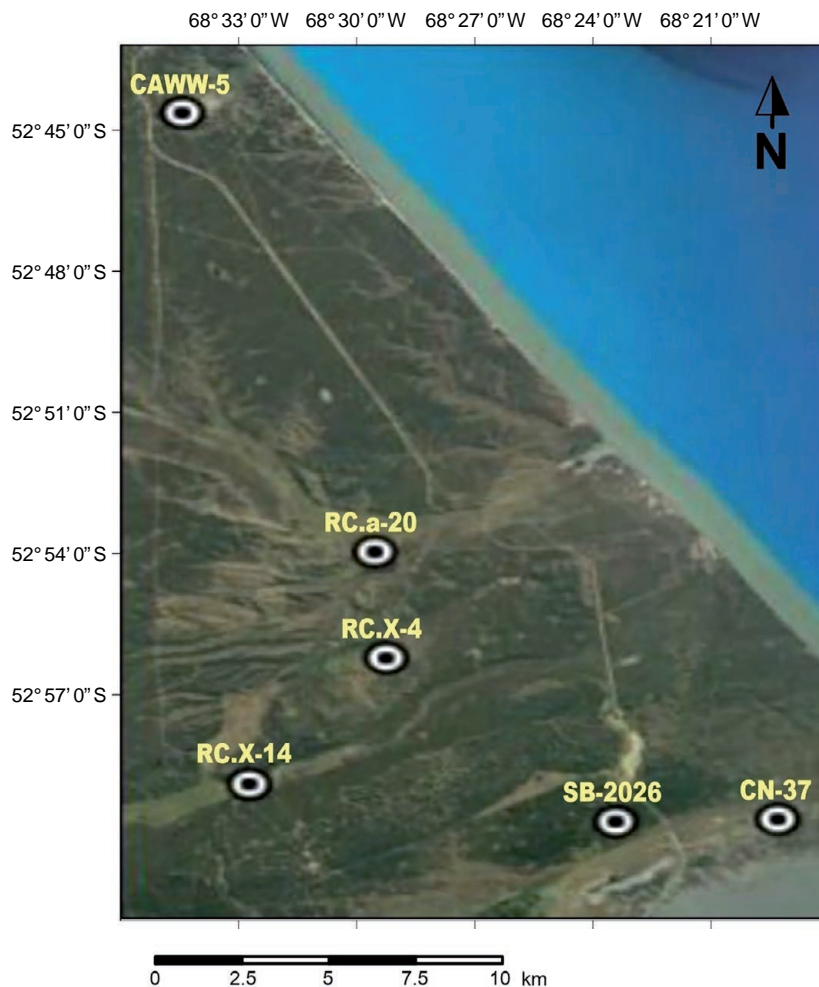 68° 33’ 0” W 68° 30’ 0” W 68° 27’ 0” W 68° 24’ 0” W 68° 21’ 0” W
CAWW-5
52° 45’ 0” S
N
52° 48’ 0” S
52° 51’ 0” S
RC.a-20
52° 54’ 0” S
RC.X-4
52° 57’ 0” S
RC.X-14
SB-2026
CN-37
0 2.5 5 7.5 10 km